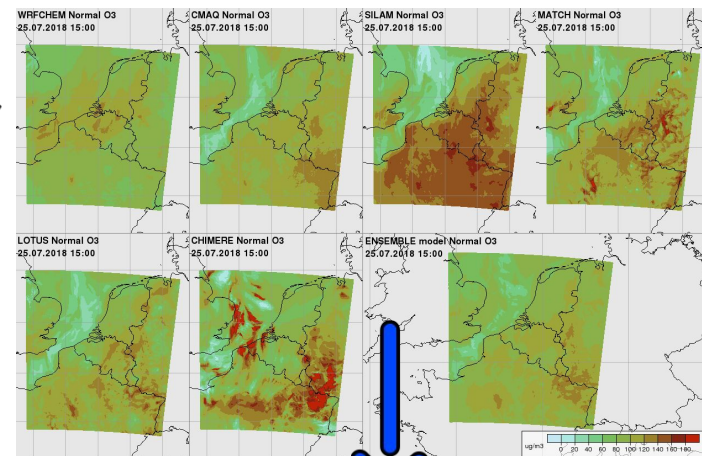 WRFCHEM Normal O3
25.07.2018 15:00
CMAQ Normal O3
25.07.2018 15:00
SILAM Normal O3
25.07.2018 15:00
MATCH Normal O3
25.07.2018 15:00
LOTUS Normal O3
25.07.2018 15:00
CHIMERE Normal O3
25.07.2018 15:00
ENSEMBLE model Normal O3
25.07.2018 15:00
ug/m3
0 20 40 60 80 100 120 140 160 180